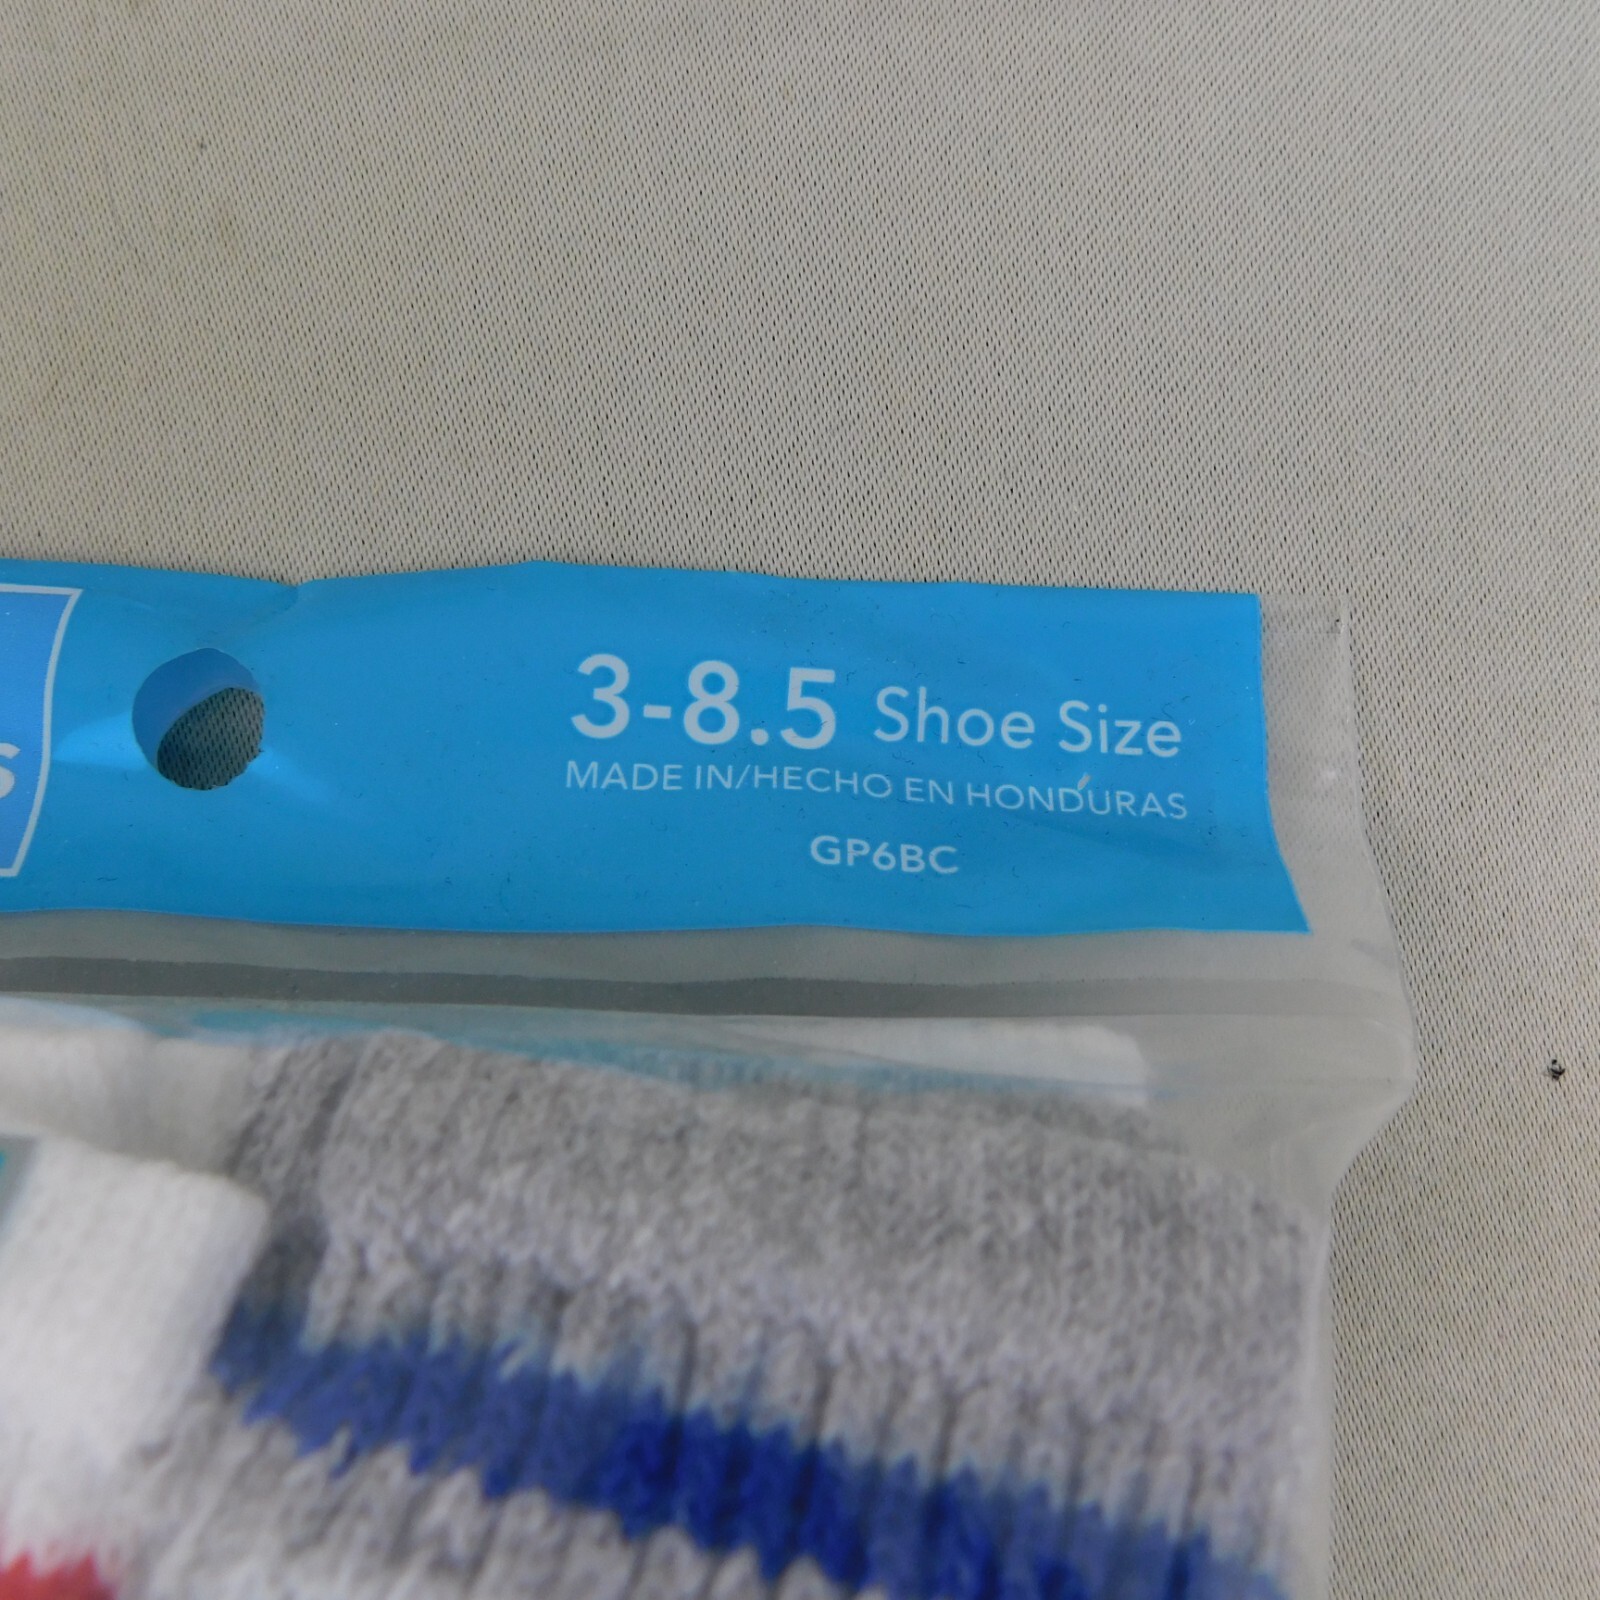 3-8.5 Shoe Size
MADE IN/HECHO EN HONDURAS
GP6BC